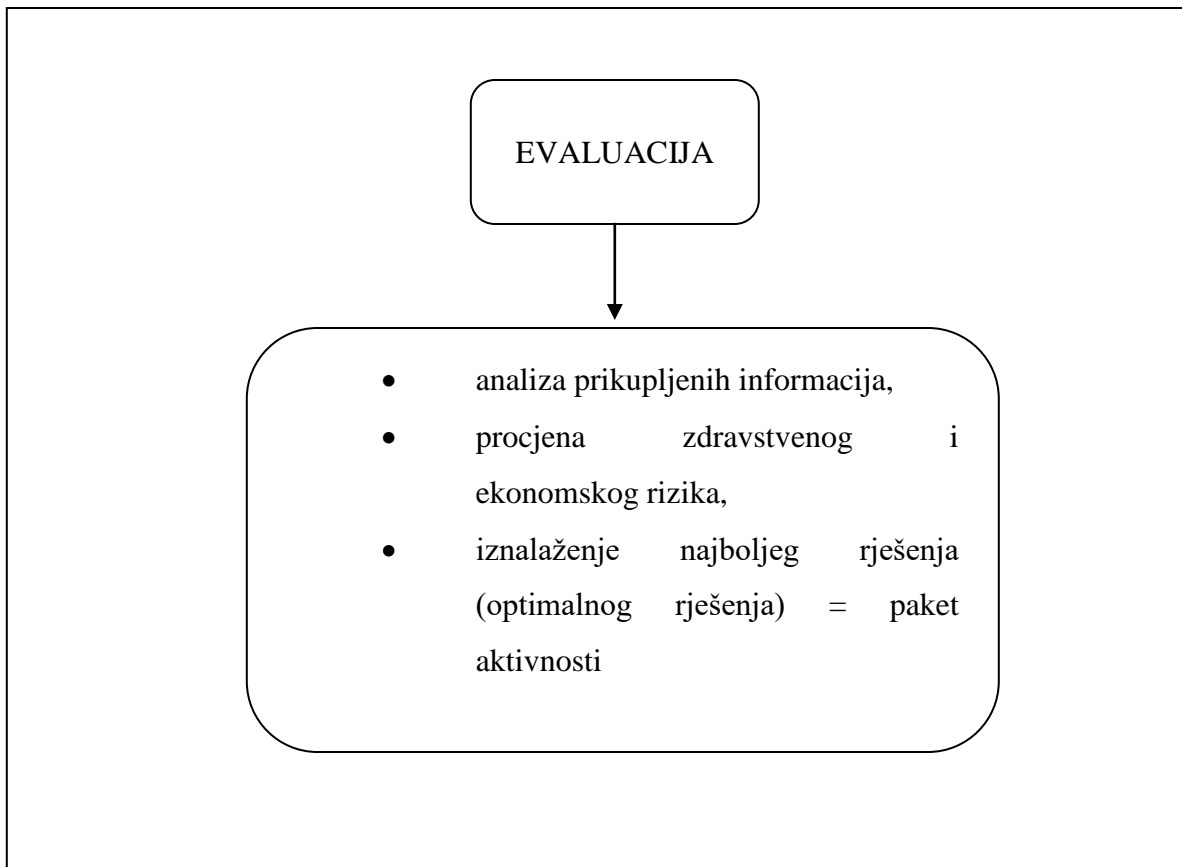 EVALUACIJA
• analiza prikupljenih informacija,
• procjena zdravstvenog i
ekonomskog rizika,
• iznalaženje najboljeg rješenja
(optimalnog rješenja) = paket
aktivnosti